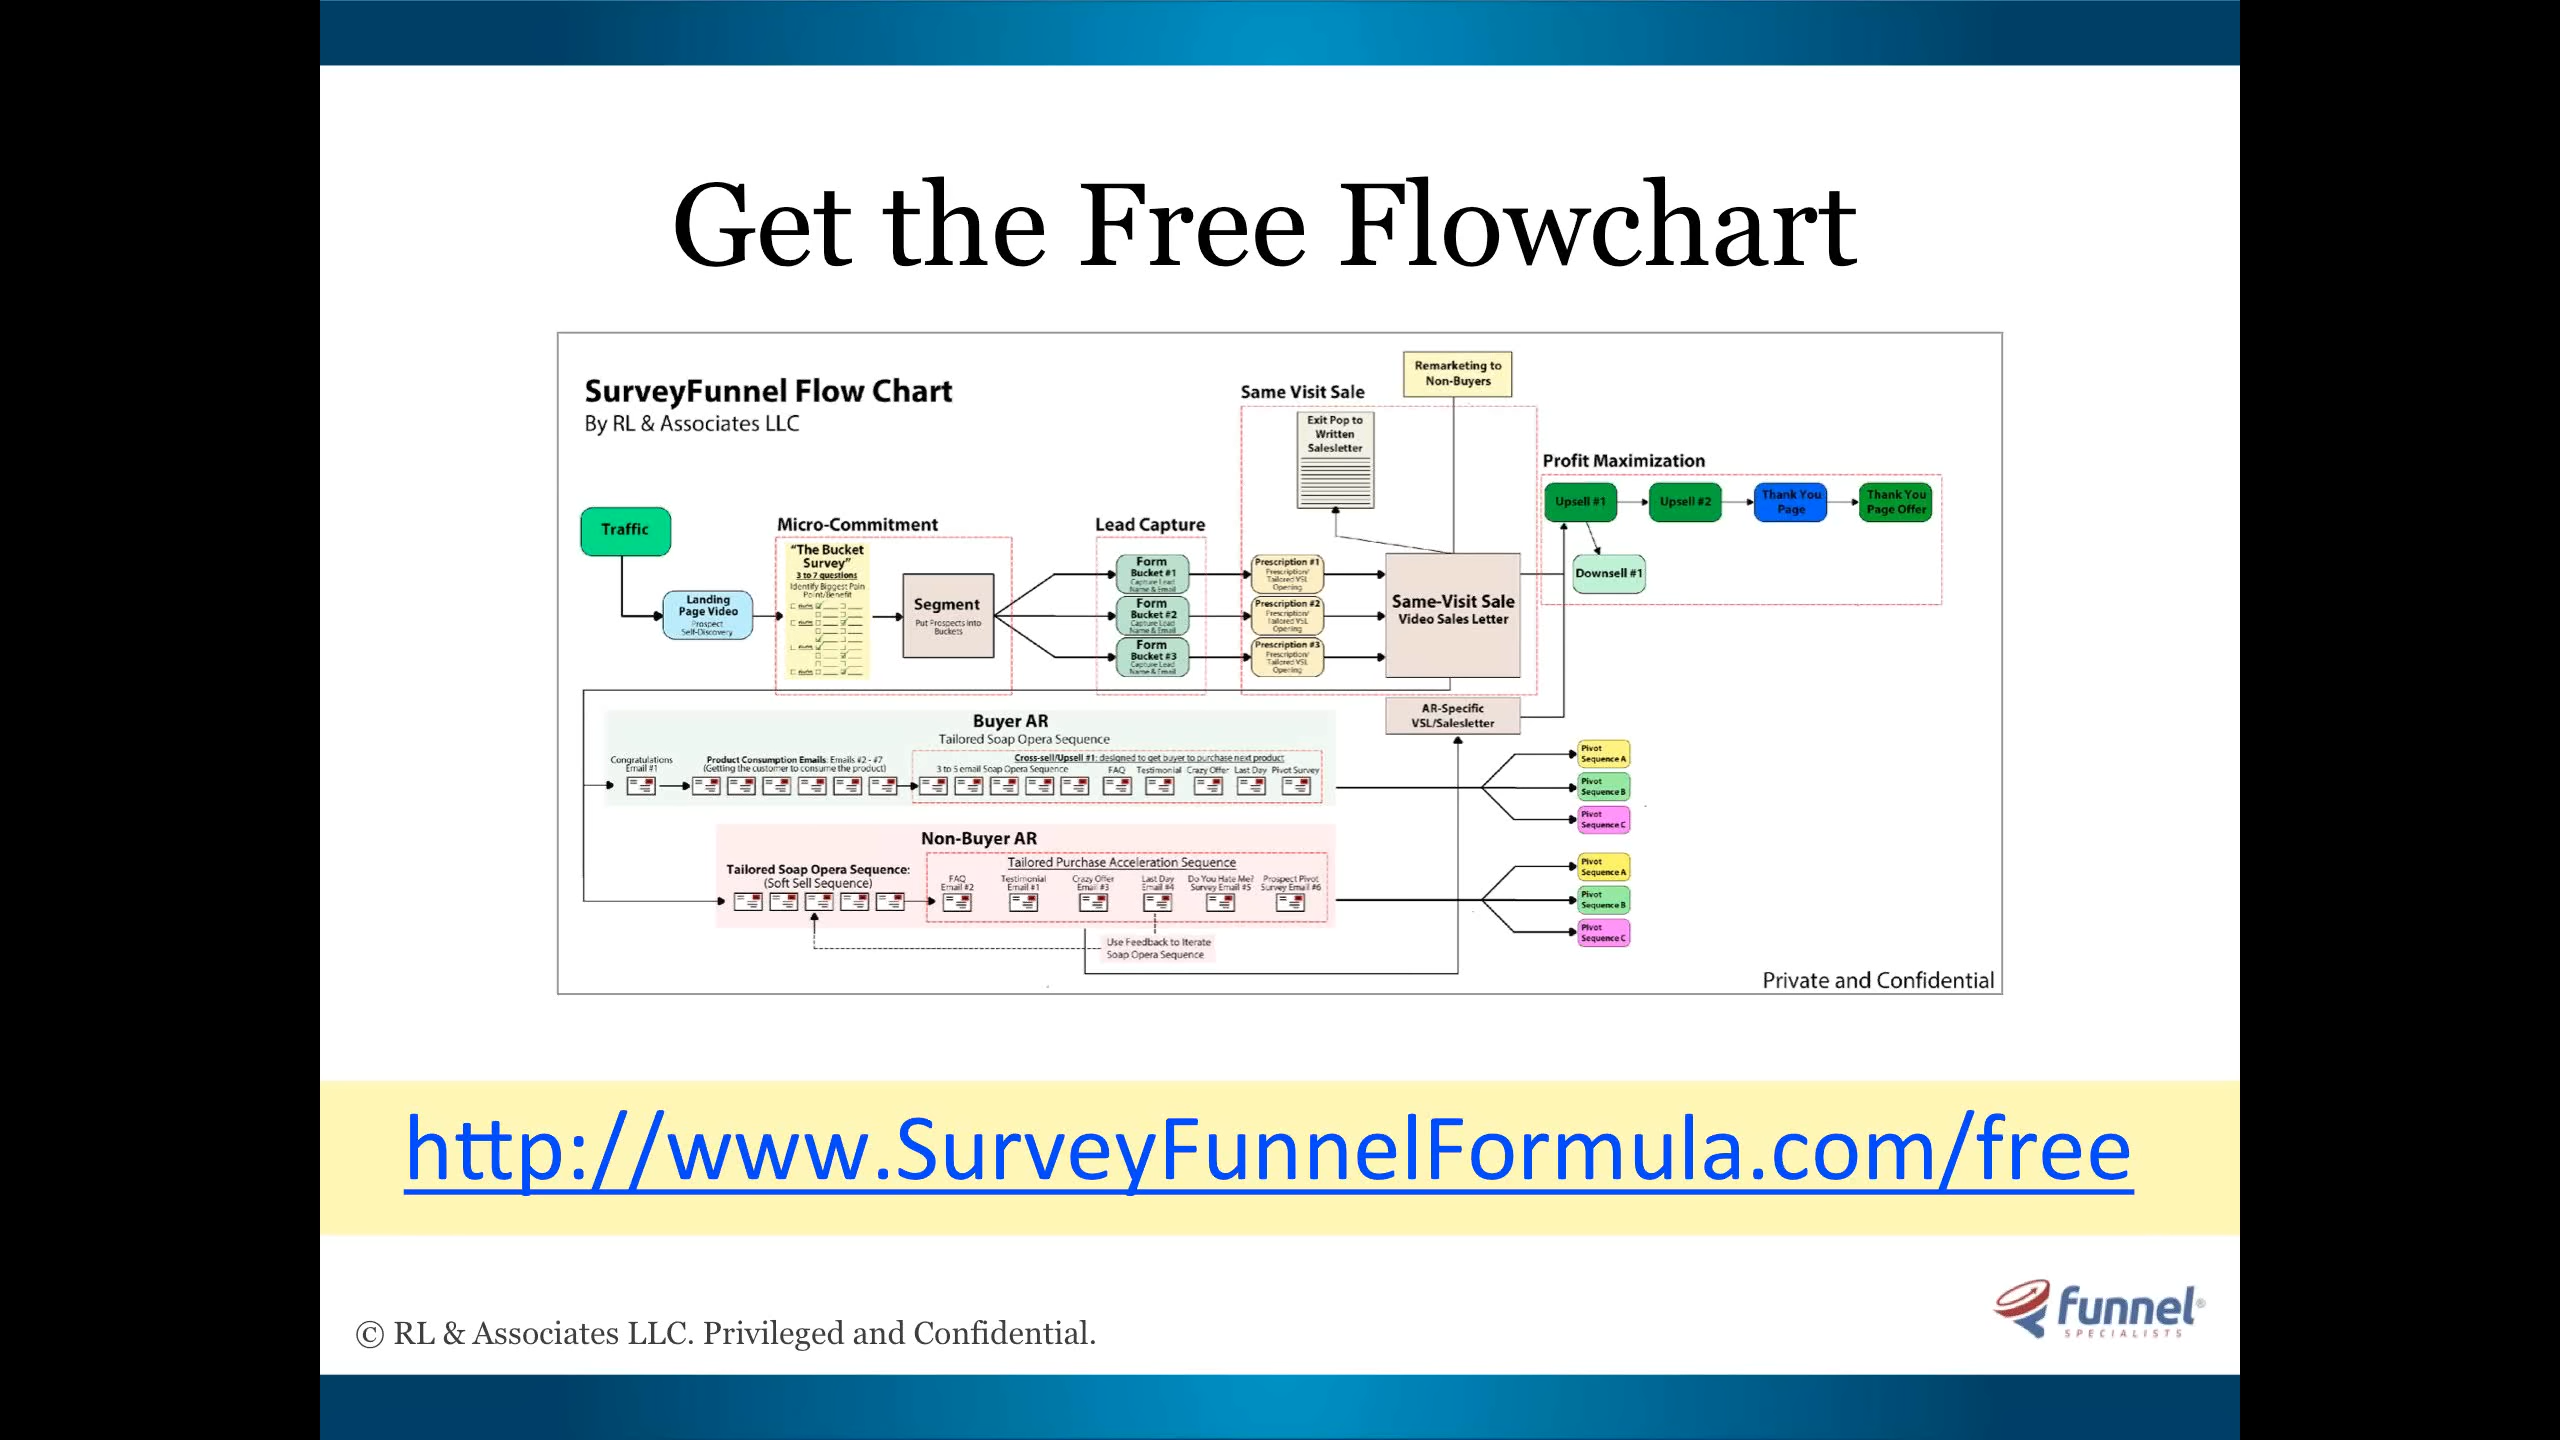 Get the Free Flowchart
SurveyFunnel Flow Chart
By RL & Associates LLC
Traffic
Landing
Page Video
Prospect
Self-Discovery
Micro-Commitment
"The Bucket
Survey"
3 to 7 questions
Identify Biggest Pain
Point/Benefit
Segment
Put Prospects Into
Buckets
Lead Capture
Form
Bucket #1
Capture Lead
Name & Email
Form
Bucket #2
Capture Lead
Name & Email
Form
Bucket #3
Capture Lead
Name & Email
Same Visit Sale
Exit Pop to
Written
Salesletter
Prescription #1
Prescription/
Tailored VSL
Opening
Prescription #2
Prescription/
Tailored VSL
Opening
Prescription #3
Prescription/
Tailored VSL
Opening
Remarketing to
Non-Buyers
Same-Visit Sale
Video Sales Letter
AR-Specific
VSL/Salesletter
Profit Maximization
Upsell #1
Upsell #2
Thank You
Page
Thank You
Page Offer
Downsell #1
Buyer AR
Tailored Soap Opera Sequence
Congratulations
Email #1
Product Consumption Emails: Emails #2 - #7
(Getting the customer to consume the product)
Cross-sell/Upsell #1: designed to get buyer to purchase next product
3 to 5 email Soap Opera Sequence
FAQ
Testimonial
Crazy Offer
Last Day
Pivot Survey
Pivot
Sequence A
Pivot
Sequence B
Pivot
Sequence C
Non-Buyer AR
Tailored Soap Opera Sequence:
(Soft Sell Sequence)
Tailored Purchase Acceleration Sequence
FAQ
Email #2
Testimonial
Email #1
Crazy Offer
Email #3
Last Day
Email #4
Do You Hate Me?
Survey Email #5
Prospect Pivot
Survey Email #6
Use Feedback to Iterate
Soap Opera Sequence
Pivot
Sequence A
Pivot
Sequence B
Pivot
Sequence C
Private and Confidential
http://www.SurveyFunnelFormula.com/free
© RL & Associates LLC. Privileged and Confidential.
funnel®
SPECIALISTS